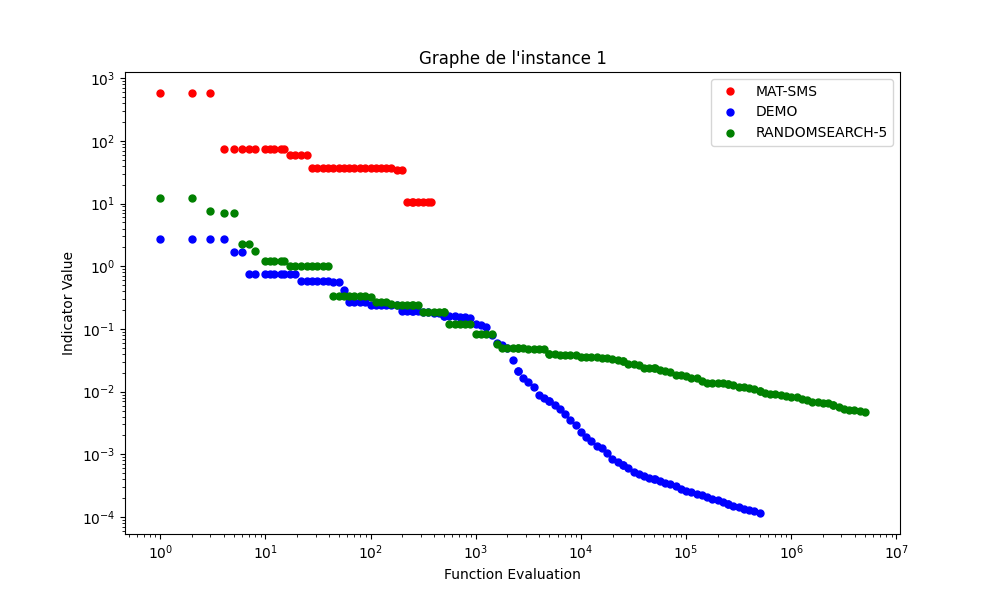 Graphe de l'instance 1
MAT-SMS
DEMO
RANDOMSEARCH-5
Indicator Value
10³
10²
10¹
10⁰
10⁻¹
10⁻²
10⁻³
10⁻⁴
10⁰ 10¹ 10² 10³ 10⁴ 10⁵ 10⁶ 10⁷
Function Evaluation